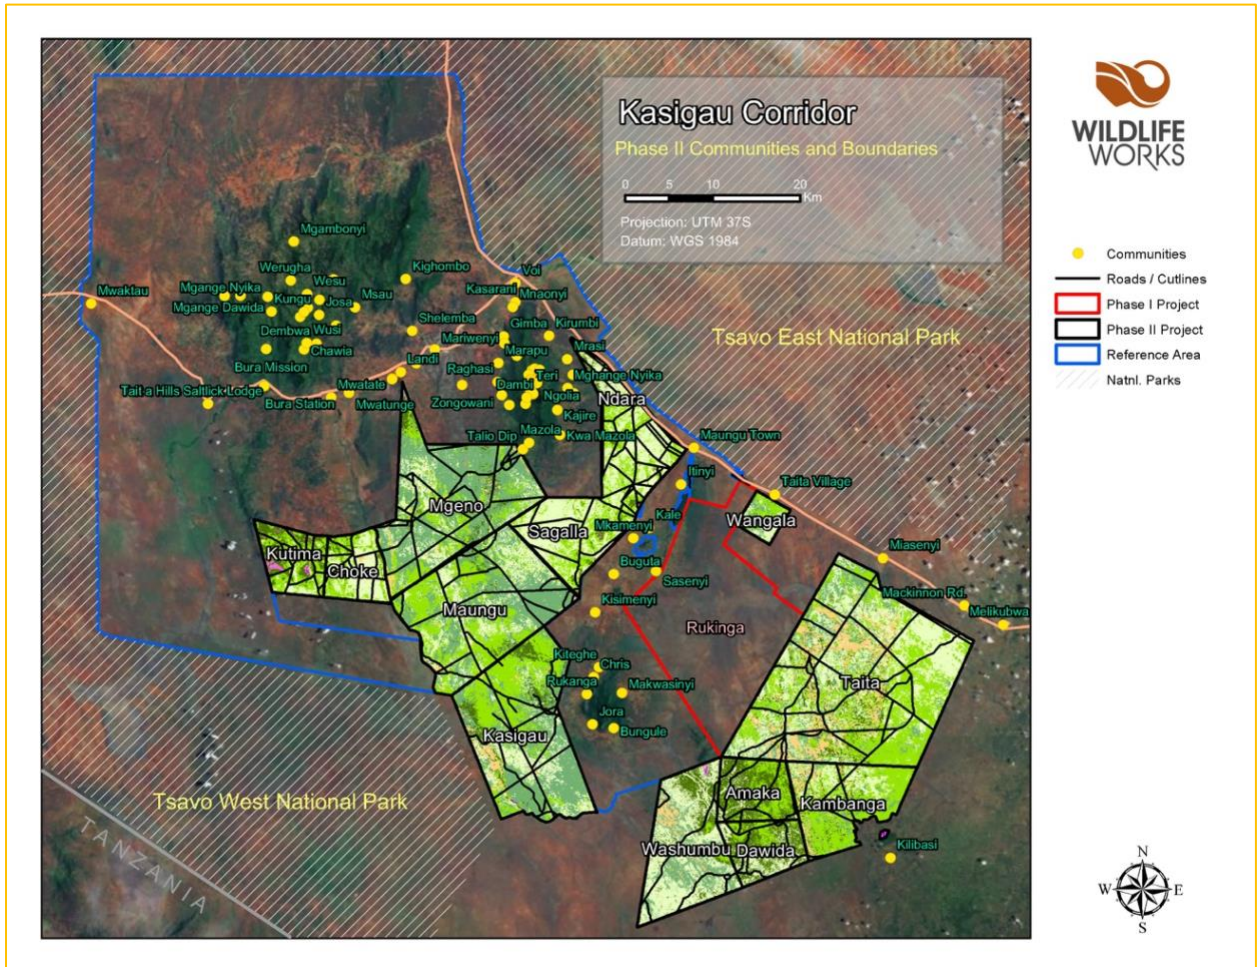 Kasigau Corridor
Phase II Communities and Boundaries
0 5 10 20
Km
Projection: UTM 37S
Datum: WGS 1984
WILDLIFE
WORKS
Communities
Roads / Cutlines
Phase I Project
Phase II Project
Reference Area
Natnl. Parks
Mgambonyi
Werugha
Wesu
Kighombo
Voi
Mwaktau
Mgange Nyika
Kasarani
Mnaonyi
Mgange Dawida
Kungu
Josa
Msau
Shelemba
Gimba
Kirumbi
Tsavo East National Park
Dembwa
Wusi
Mariwenyi
Chawia
Marapu
Mrasi
Bura Mission
Landi
Raghasi
Teri
Mghange Nyika
Tait a Hills Saltlick Lodge
Mwatate
Dambi
Bura Station
Mwatunge
Zongowani
Ngolia
Ndara
Kajire
Talio Dip
Mazola
Kwa Mazola
Maungu Town
Itinyi
Taita Village
Mgeno
Kale
Sagalla
Mkamenyi
Wangala
Kutima
Choke
Buguta
Sasenyi
Miasenyi
Maungu
Kisimenyi
Mackinnon Rd.
Melikubwa
Rukinga
Kiteghe
Chris
Rukanga
Makwasinyi
Taita
Jora
Kasigau
Bungule
Tsavo West National Park
Amaka
Kambanga
TANZANIA
Washumbu
Dawida
Kilibasi
N
W
E
S